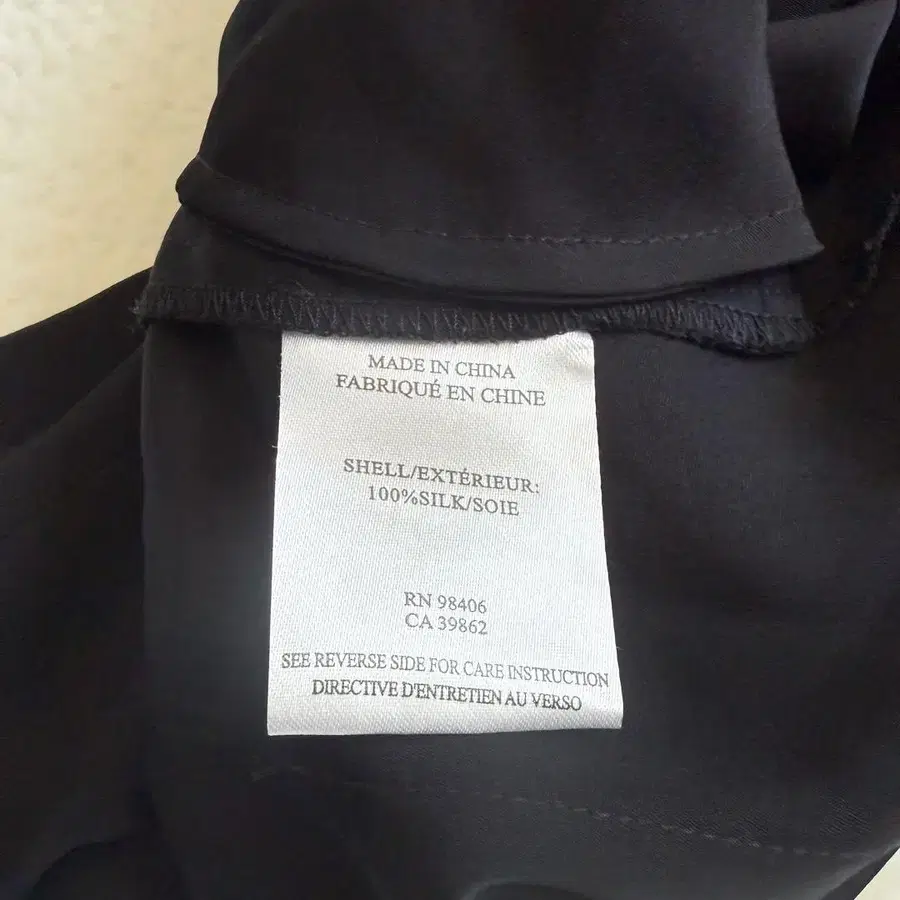 MADE IN CHINA
FABRIQUÉ EN CHINE
SHELL/EXTÉRIEUR:
100%SILK/SOIE
RN 98406
CA 39862
SEE REVERSE SIDE FOR CARE INSTRUCTION
DIRECTIVE D'ENTRETIEN AU VERSO